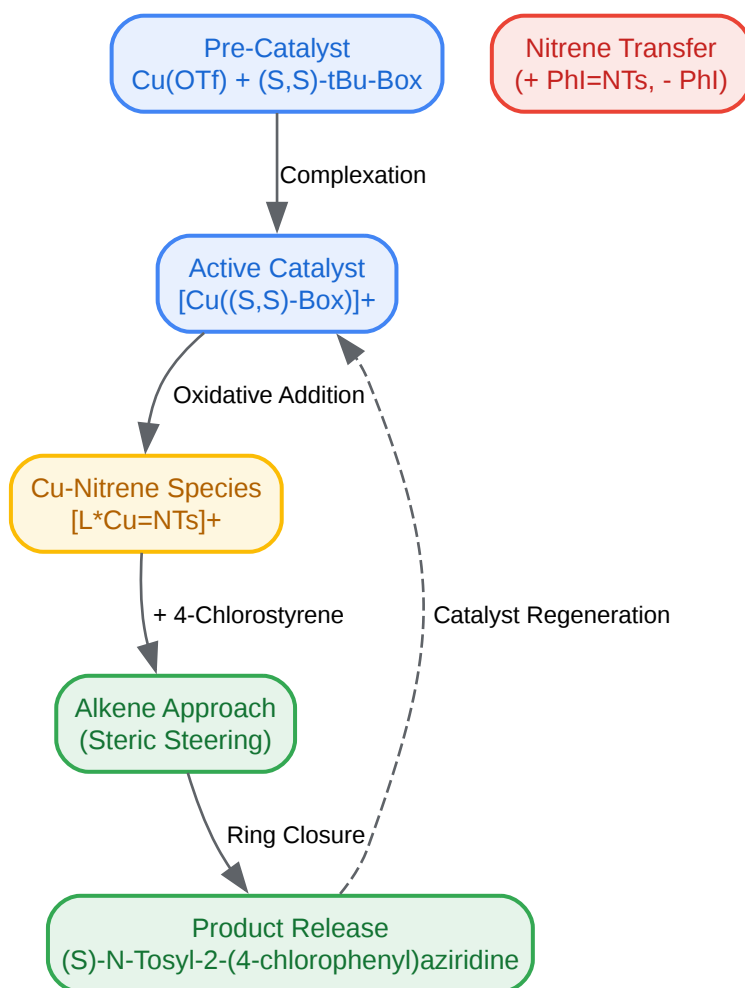 Pre-Catalyst
Cu(OTf) + (S,S)-tBu-Box
Nitrene Transfer
(+ PhI=NTs, - PhI)
Complexation
Active Catalyst
[Cu((S,S)-Box)]+
Oxidative Addition
Cu-Nitrene Species
[L*Cu=NTs]+
+ 4-Chlorostyrene
Catalyst Regeneration
Alkene Approach
(Steric Steering)
Ring Closure
Product Release
(S)-N-Tosyl-2-(4-chlorophenyl)aziridine